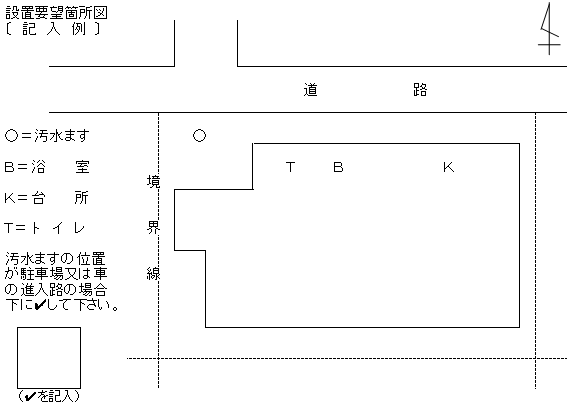 設置要望箇所図
〔 記 入 例 〕
道 路
○=汚水ます
B=浴 室
T B K
K=台 所
T=ト イ レ
境界線
汚水ますの位置
が駐車場又は車
の進入路の場合
下に✔して下さい。
(✔を記入)